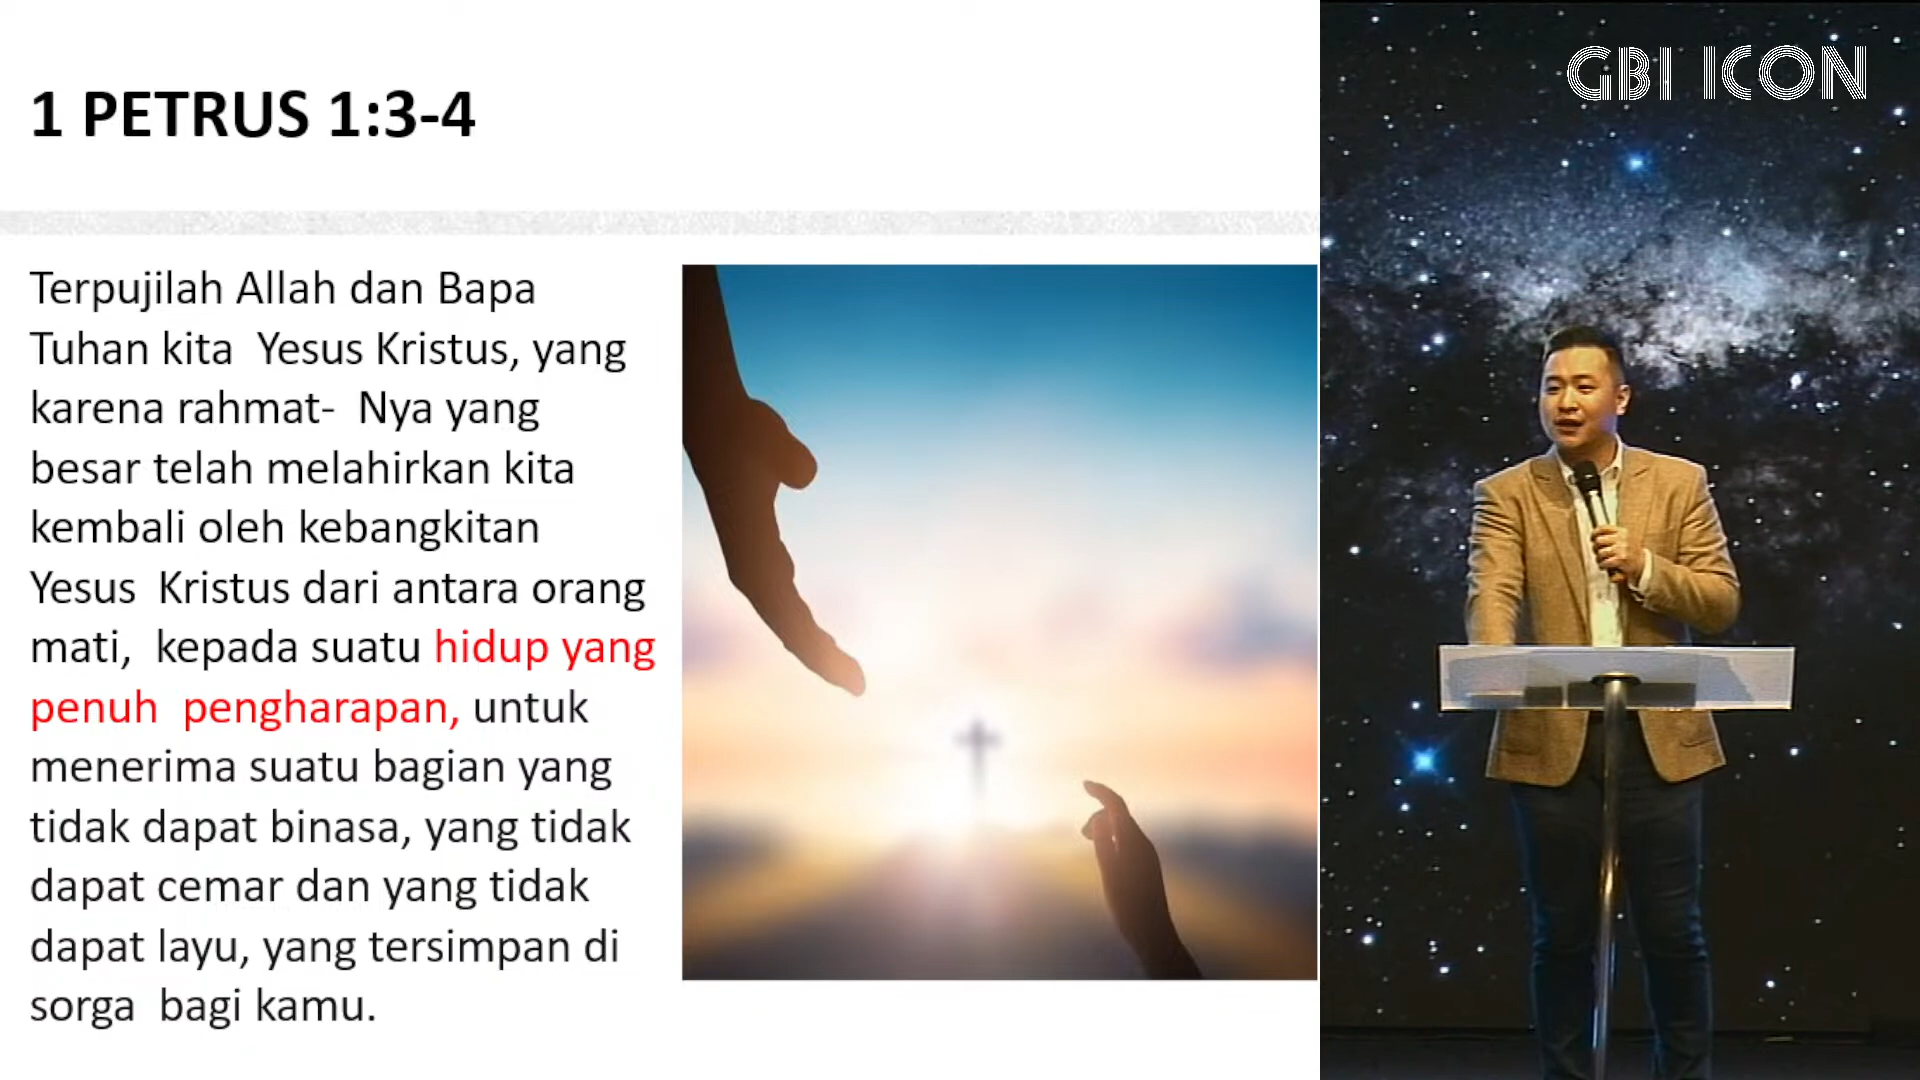 1 PETRUS 1:3-4
Terpujilah Allah dan Bapa
Tuhan kita  Yesus Kristus, yang
karena rahmat-  Nya yang
besar telah melahirkan kita
kembali oleh kebangkitan
Yesus  Kristus dari antara orang
mati,  kepada suatu hidup yang
penuh  pengharapan, untuk
menerima suatu bagian yang
tidak dapat binasa, yang tidak
dapat cemar dan yang tidak
dapat layu, yang tersimpan di
sorga  bagi kamu.
GBI ICON